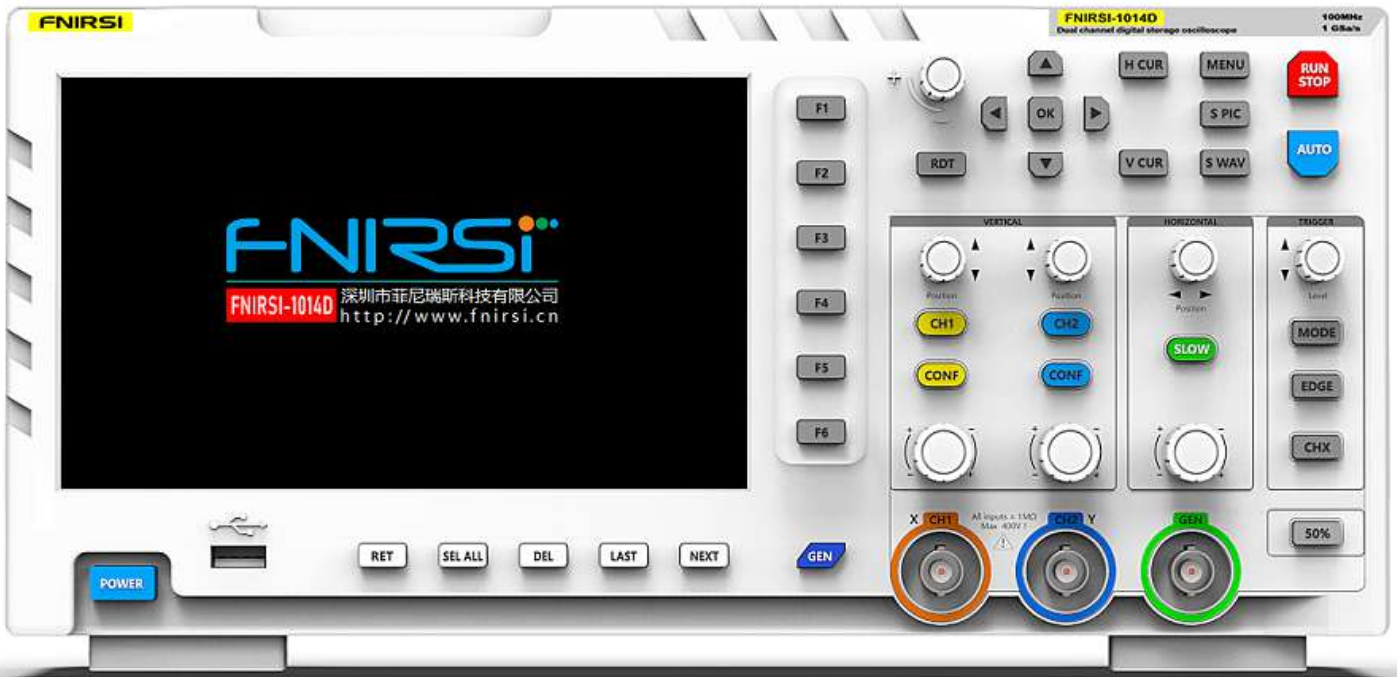 FNIRSI
FNIRSI-1014D
Dual channel digital storage oscilloscope
100MHz
1 GSa/s
FNIRSI
FNIRSI-1014D
深圳市菲尼瑞斯科技有限公司
http://www.fnirsi.cn
F1
F2
F3
F4
F5
F6
H CUR
MENU
RUN
STOP
OK
S PIC
AUTO
RDT
V CUR
S WAV
VERTICAL
HORIZONTAL
TRIGGER
Position
Position
Position
Level
CH1
CH2
SLOW
MODE
CONF
CONF
EDGE
CHX
X CH1
All inputs = 1MΩ
Max. 400V !
CH2 Y
GEN
50%
RET
SEL ALL
DEL
LAST
NEXT
GEN
POWER